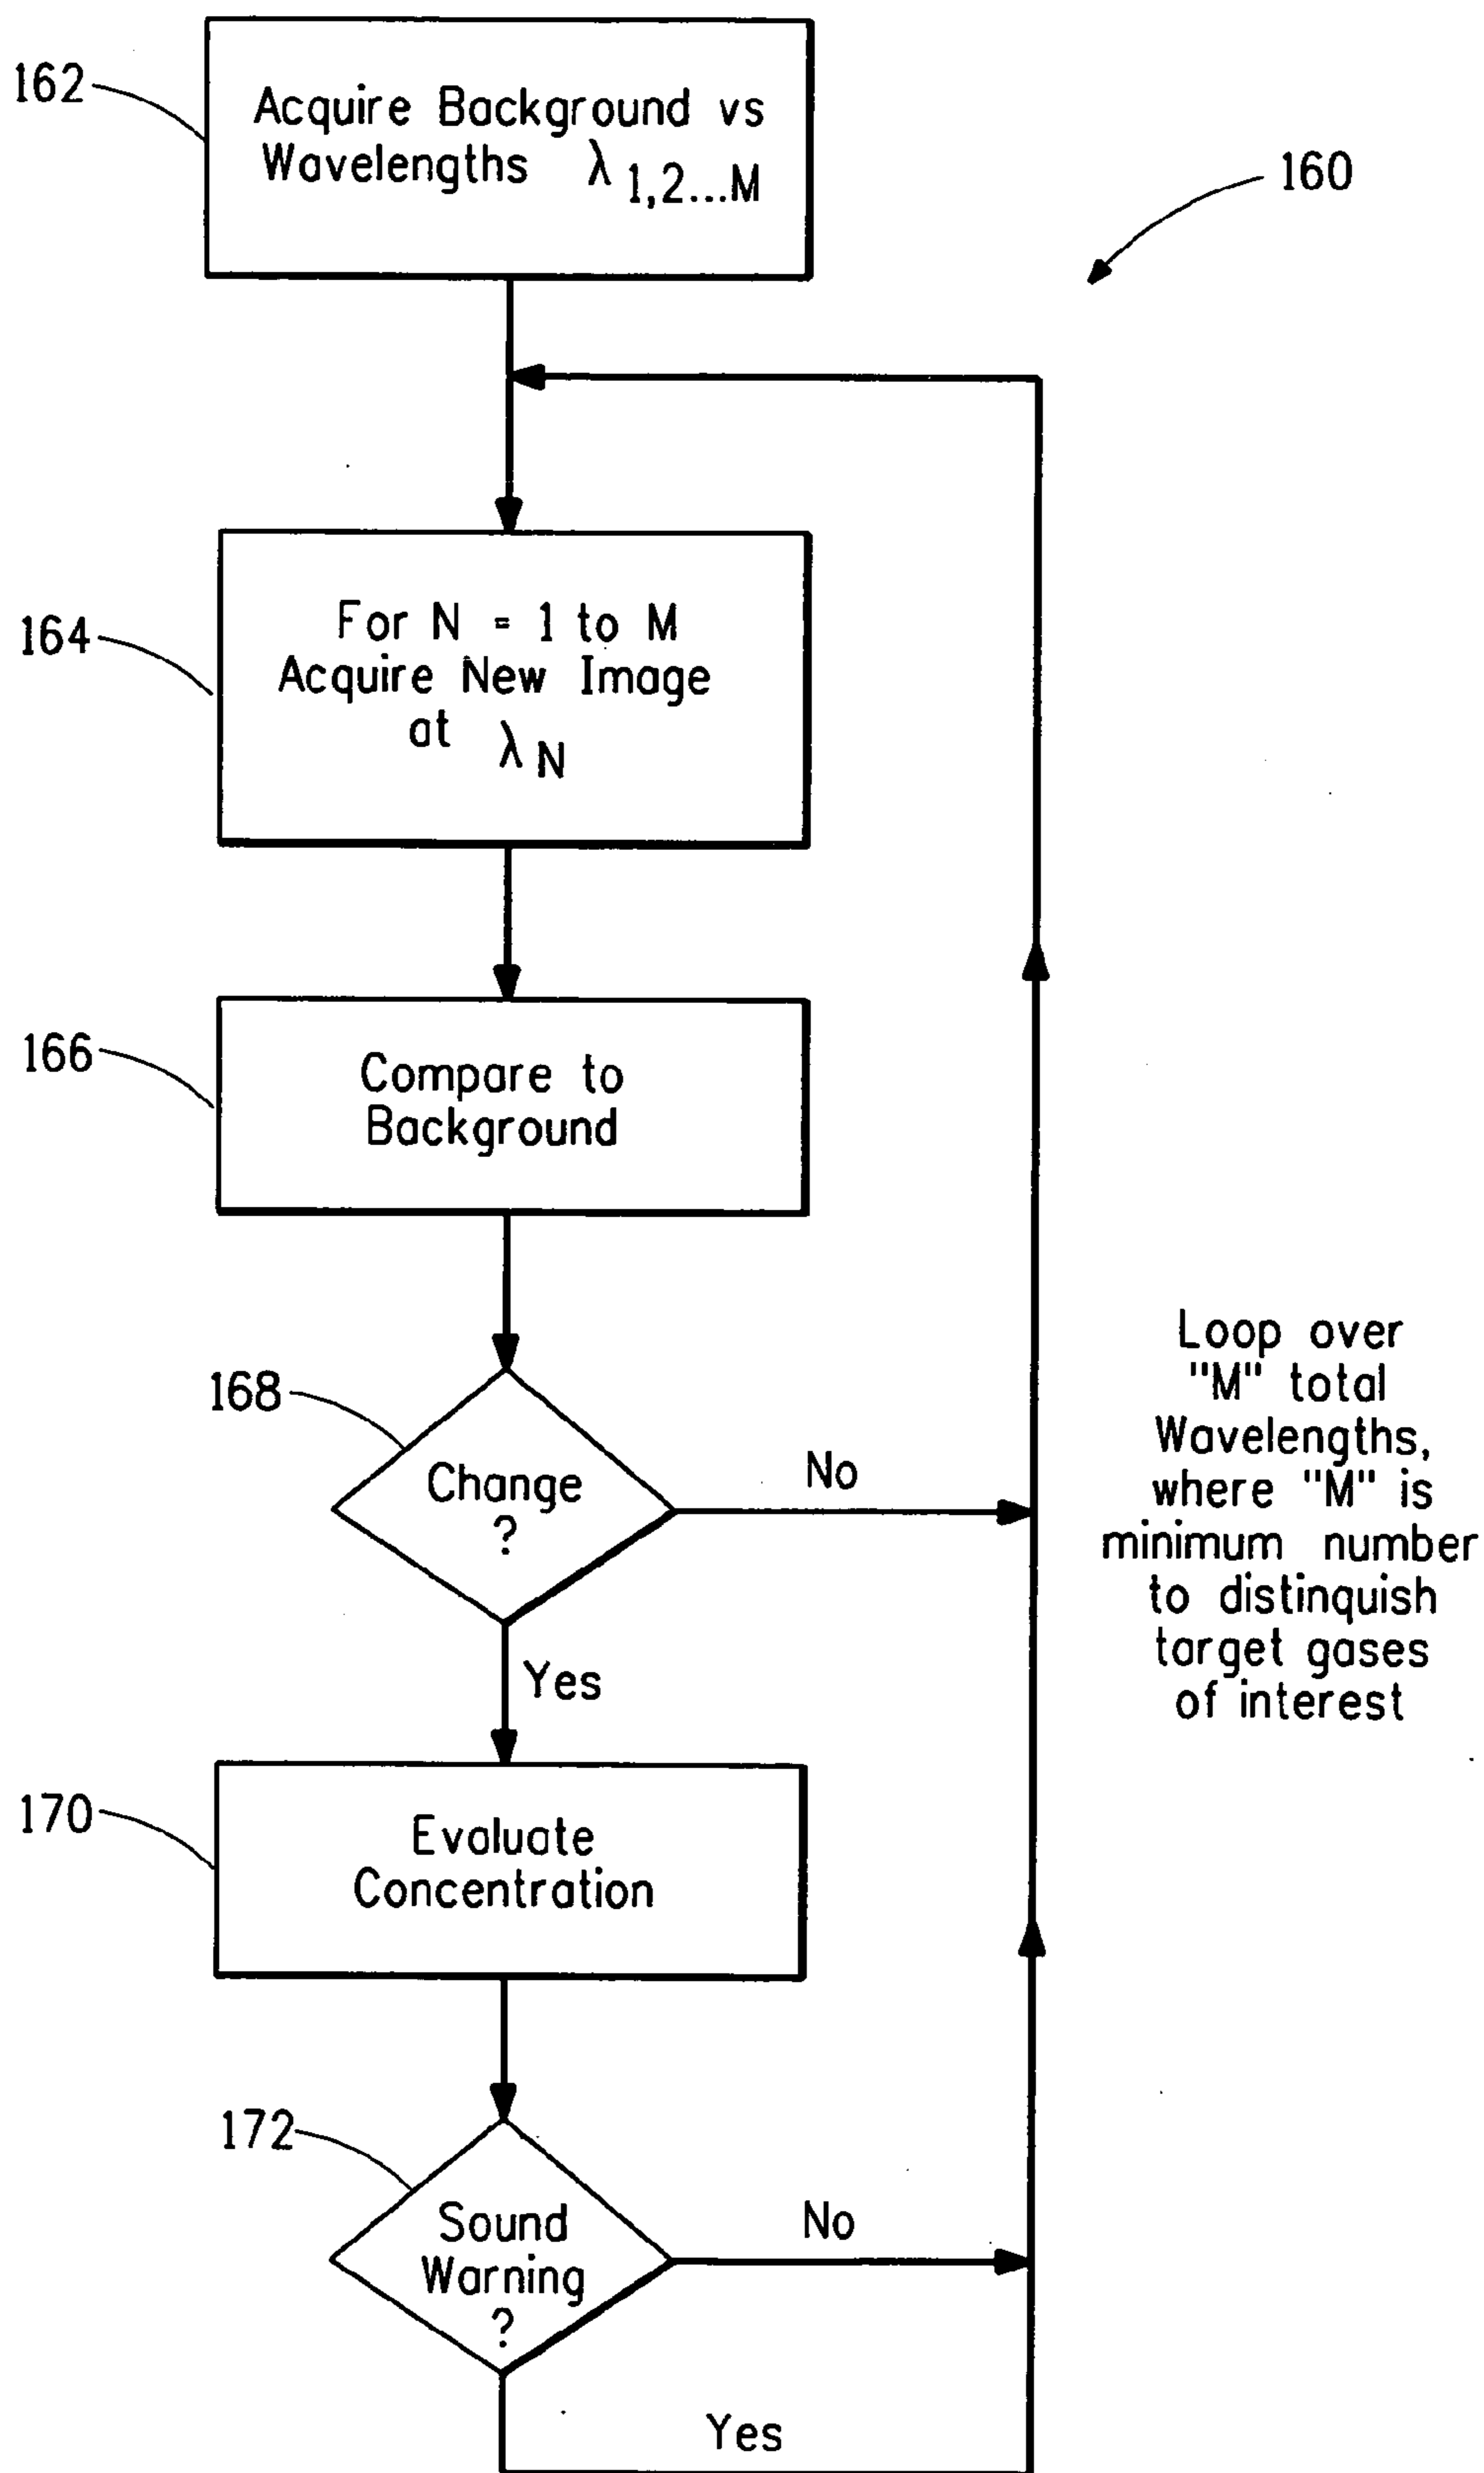 162
Acquire Background vs
Wavelengths λ 1,2...M
160
164
For N = 1 to M
Acquire New Image
at λ N
166
Compare to
Background
168
Change
?
No
Yes
Loop over
"M" total
Wavelengths,
where "M" is
minimum number
to distinquish
target gases
of interest
170
Evaluate
Concentration
172
Sound
Warning
?
No
Yes